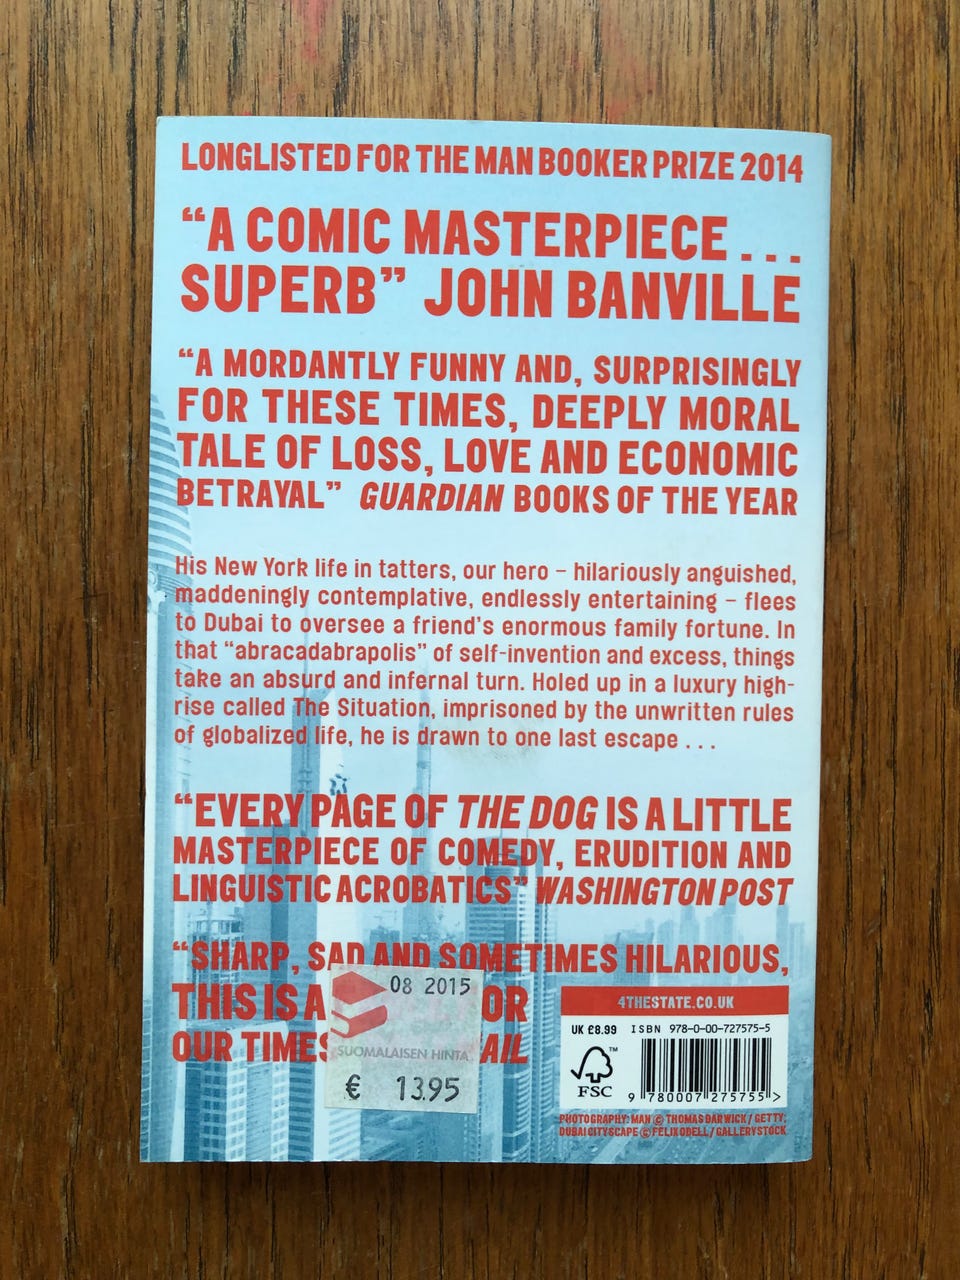 LONGLISTED FOR THE MAN BOOKER PRIZE 2014
“A COMIC MASTERPIECE ...
SUPERB” JOHN BANVILLE
“A MORDANTLY FUNNY AND, SURPRISINGLY
FOR THESE TIMES, DEEPLY MORAL
TALE OF LOSS, LOVE AND ECONOMIC
BETRAYAL” GUARDIAN BOOKS OF THE YEAR
His New York life in tatters, our hero – hilariously anguished,
maddeningly contemplative, endlessly entertaining – flees
to Dubai to oversee a friend’s enormous family fortune. In
that “abracadabrapolis” of self-invention and excess, things
take an absurd and infernal turn. Holed up in a luxury high-
rise called The Situation, imprisoned by the unwritten rules
of globalized life, he is drawn to one last escape ...
“EVERY PAGE OF THE DOG IS A LITTLE
MASTERPIECE OF COMEDY, ERUDITION AND
LINGUISTIC ACROBATICS” WASHINGTON POST
“SHARP, SAD AND SOMETIMES HILARIOUS,
THIS IS A OR
OUR TIMES AIL
08 2015
SUOMALAISEN HINTA
€ 13.95
4THESTATE.CO.UK
UK £8.99 ISBN 978-0-00-727575-5
FSC
9 780007 275755 >
PHOTOGRAPHY: MAN © THOMAS DARWICK / GETTY;
DUBAI CITYSCAPE © FELIX ODELL / GALLERYSTOCK